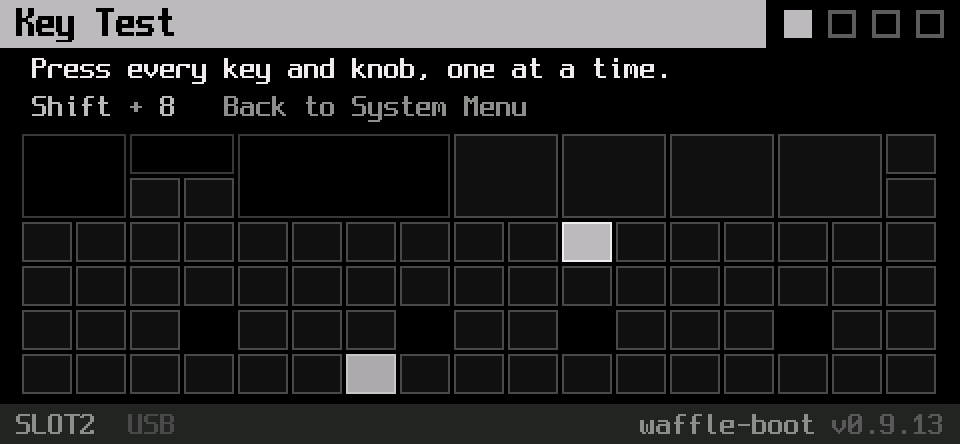 Key Test
Press every key and knob, one at a time.
Shift + 8 Back to System Menu
SLOT2 USB waffle-boot v0.9.13